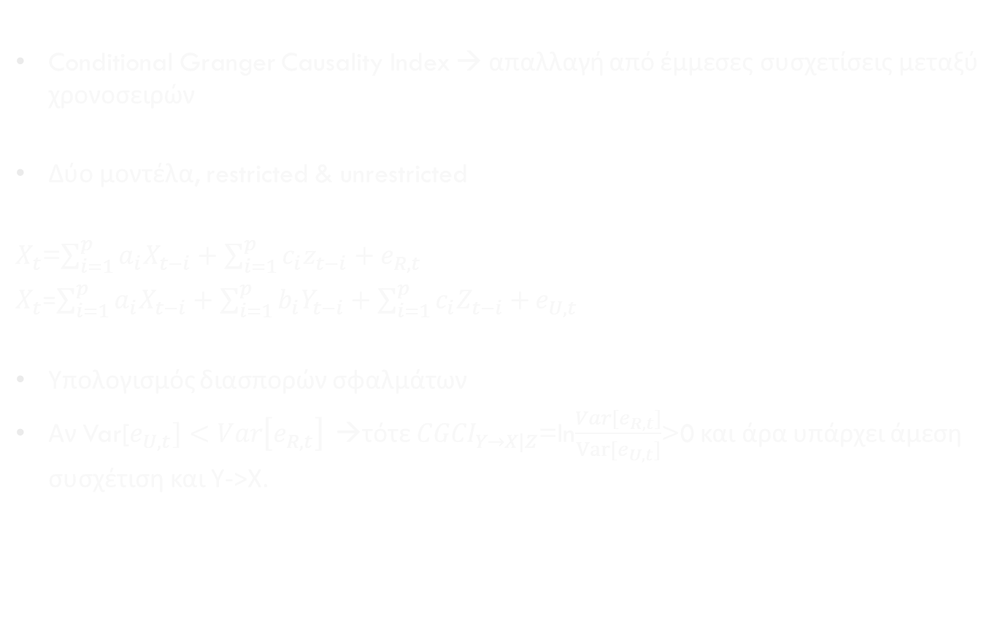 • Conditional Granger Causality Index → απαλλαγή από έμμεσες συσχετίσεις μεταξύ
χρονοσειρών
• Δύο μοντέλα, restricted & unrestricted
$X_t$=$\sum_{i=1}^{p} a_i X_{t-i} + \sum_{i=1}^{p} c_i z_{t-i} + e_{R,t}$
$X_t$=$\sum_{i=1}^{p} a_i X_{t-i} + \sum_{i=1}^{p} b_i Y_{t-i} + \sum_{i=1}^{p} c_i Z_{t-i} + e_{U,t}$
• Υπολογισμός διασπορών σφαλμάτων
• Αν Var[$e_{U,t}] < Var[e_{R,t}]$ →τότε $CGCI_{Y→X|Z}$=ln$\frac{Var[e_{R,t}]}{Var[e_{U,t}]}$>0 και άρα υπάρχει άμεση
συσχέτιση και Y->X.